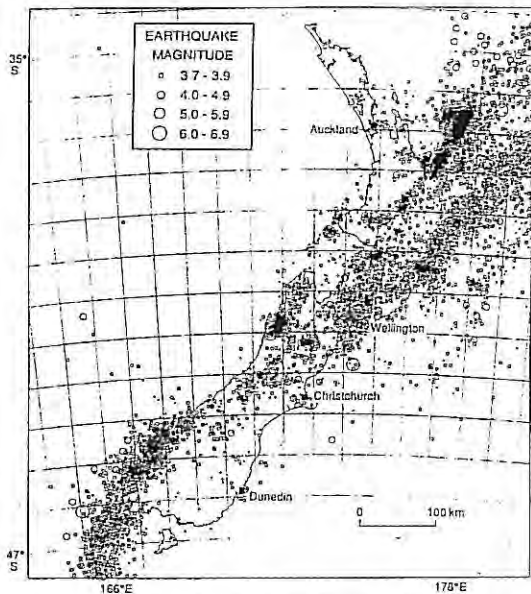 EARTHQUAKE
MAGNITUDE
3.7 - 3.9
4.0 - 4.9
5.0 - 5.9
6.0 - 6.9
35°
S
Auckland
Wellington
Christchurch
Dunedin
0 100 km
47°
S
166°E
178°E